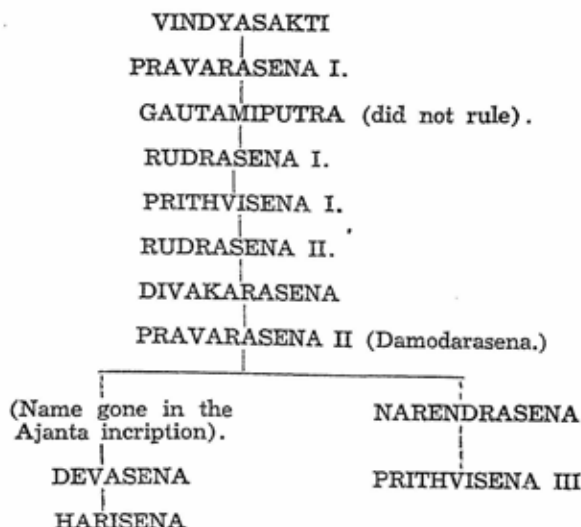 VINDYASAKTI
PRAVARASENA I.
GAUTAMIPUTRA (did not rule).
RUDRASENA I.
PRITHVISENA I.
RUDRASENA II.
DIVAKARASENA
PRAVARASENA II (Damodarasena.)
(Name gone in the
Ajanta incription).
NARENDRASENA
DEVASENA
PRITHVISENA III
HARISENA